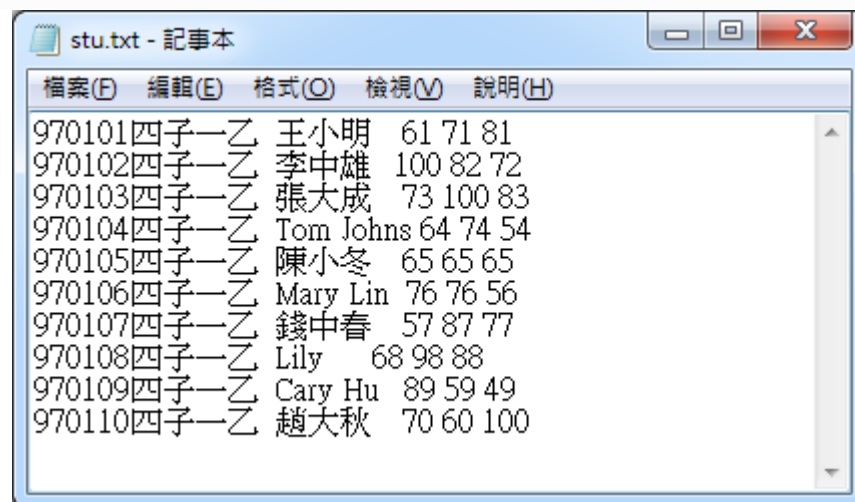 stu.txt - 記事本
檔案(F) 編輯(E) 格式(O) 檢視(V) 說明(H)
970101四子一乙 王小明 61 71 81
970102四子一乙 李中雄 100 82 72
970103四子一乙 張大成 73 100 83
970104四子一乙 Tom Johns 64 74 54
970105四子一乙 陳小冬 65 65 65
970106四子一乙 Mary Lin 76 76 56
970107四子一乙 錢中春 57 87 77
970108四子一乙 Lily 68 98 88
970109四子一乙 Cary Hu 89 59 49
970110四子一乙 趙大秋 70 60 100